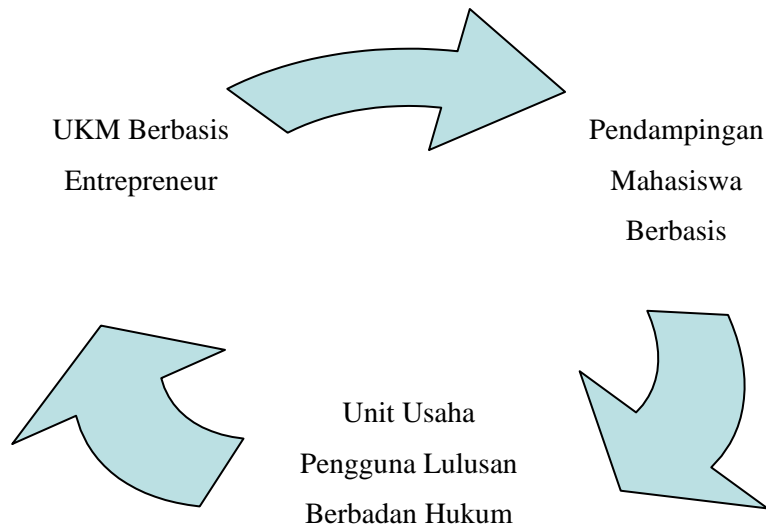 UKM Berbasis
Entrepreneur
Pendampingan
Mahasiswa
Berbasis
Unit Usaha
Pengguna Lulusan
Berbadan Hukum